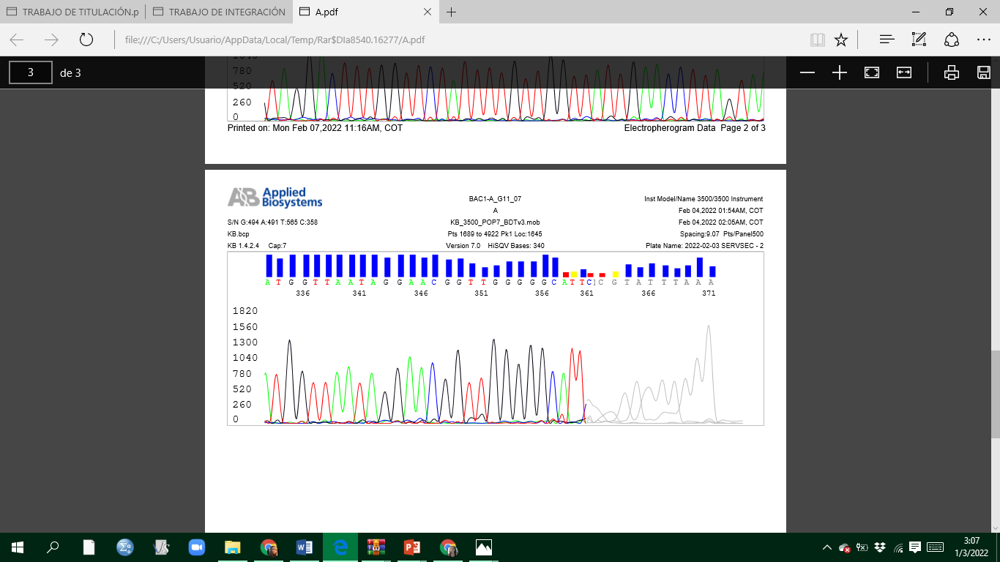 TRABAJO DE TITULACIÓN.p
TRABAJO DE INTEGRACIÓN
A.pdf
file:///C:/Users/Usuario/AppData/Local/Temp/Rar$DIa8540.16277/A.pdf
3 de 3
780
520
260
0
Printed on: Mon Feb 07,2022 11:16AM, COT
Electropherogram Data Page 2 of 3
AB Applied Biosystems
BAC1-A_G11_07
Inst Model/Name 3500/3500 Instrument
A
Feb 04,2022 01:54AM, COT
S/N G:494 A:491 T:565 C:358
KB_3500_POP7_BDTv3.mob
Feb 04,2022 02:05AM, COT
KB.bcp
Pts 1689 to 4922 Pk1 Loc:1645
Spacing:9.07 Pts/Panel500
KB 1.4.2.4 Cap:7
Version 7.0 HiSQV Bases: 340
Plate Name: 2022-02-03 SERVSEC - 2
A T G G T T A A T A G G A A C G G T T G G G G G C A T T C ] C G T A T T T A A A
336 341 346 351 356 361 366 371
1820
1560
1300
1040
780
520
260
0
3:07
1/3/2022